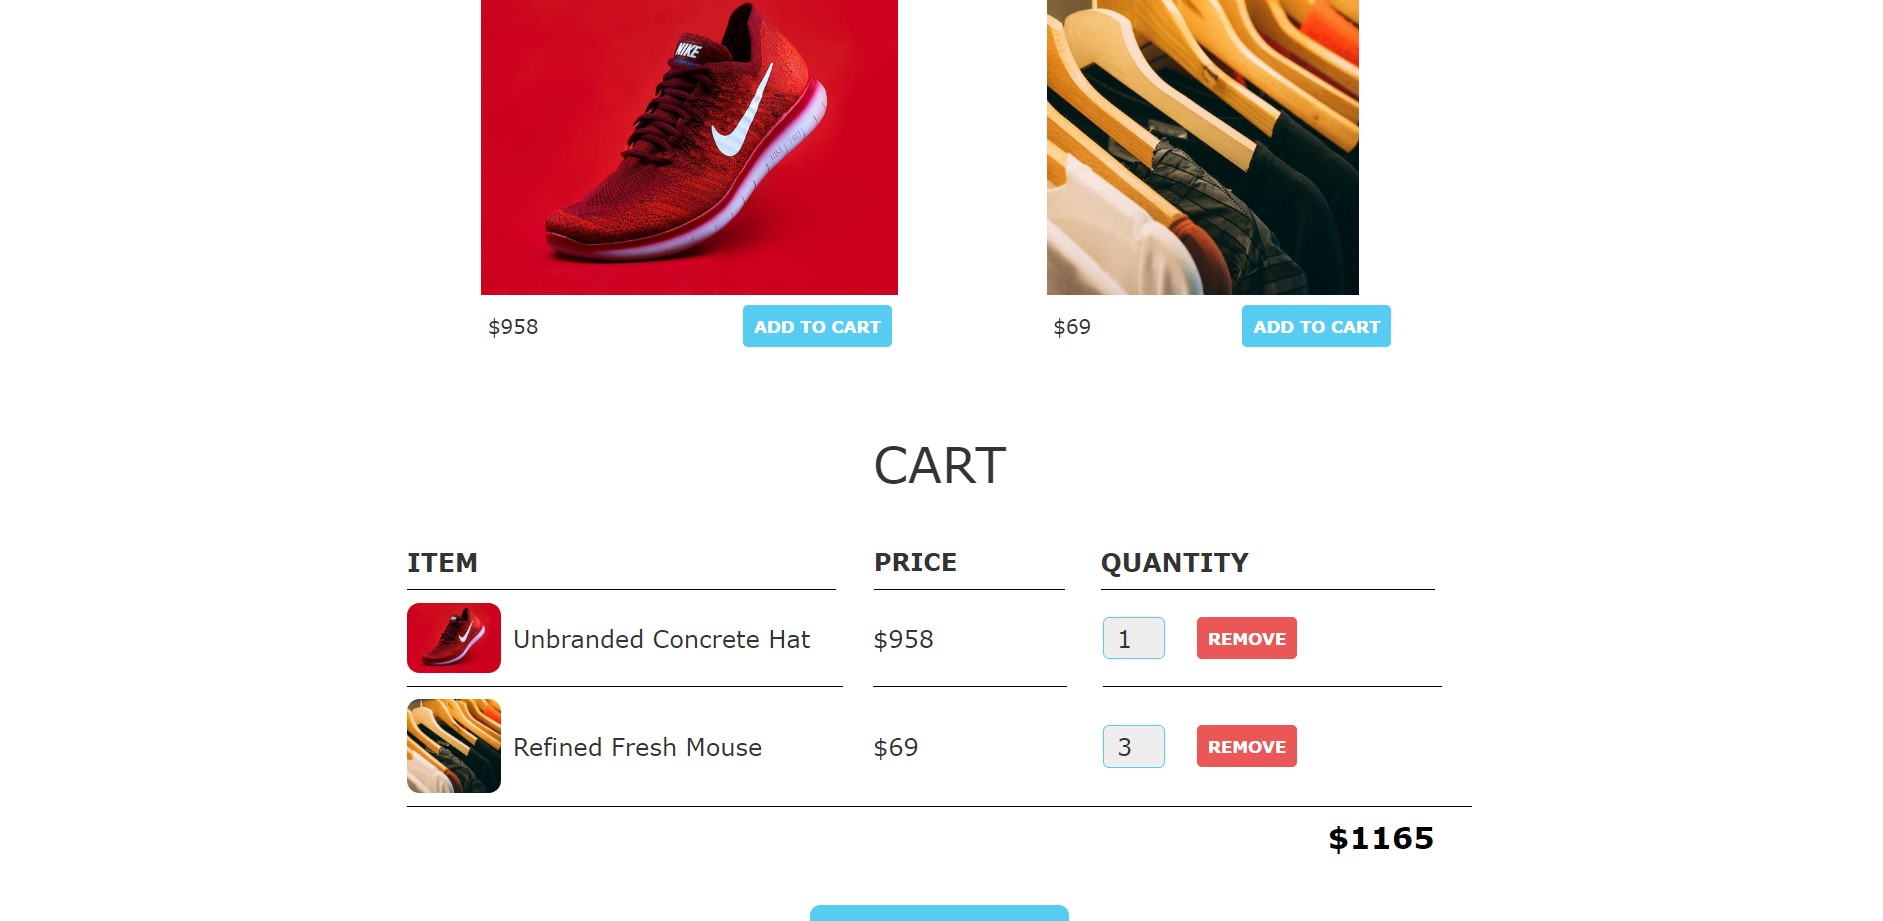 NIKE
$958 ADD TO CART $69 ADD TO CART
CART
ITEM PRICE QUANTITY
Unbranded Concrete Hat $958 1 REMOVE
Refined Fresh Mouse $69 3 REMOVE
$1165